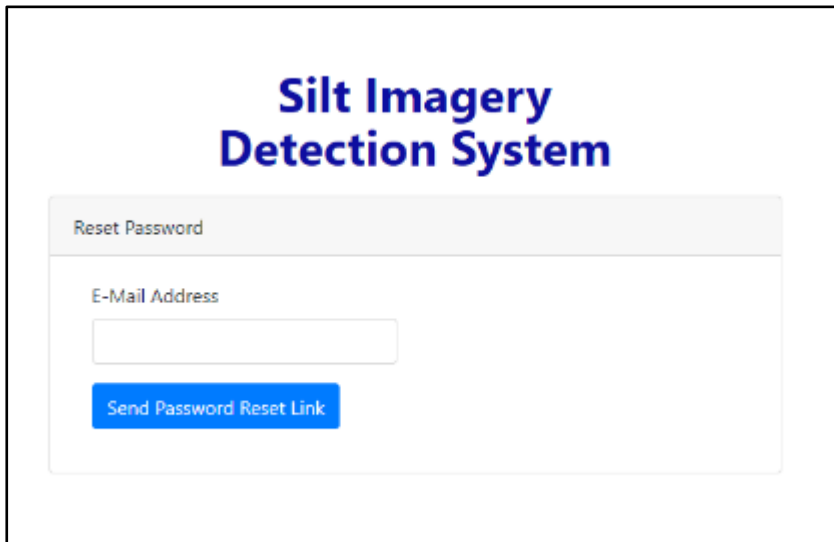 Silt Imagery
Detection System
Reset Password
E-Mail Address
Send Password Reset Link